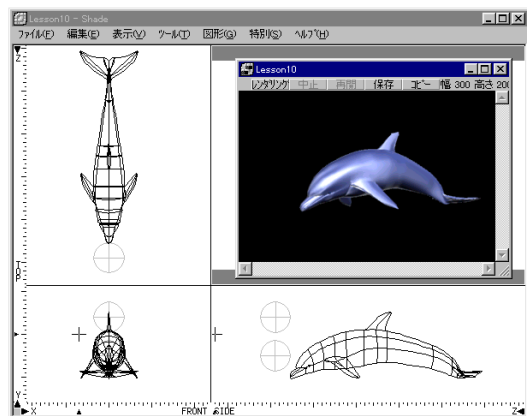 Lesson10 - Shade
ファイル(F) 編集(E) 表示(V) ツール(T) 図形(G) 特別(S) ヘルプ(H)
Z
Lesson10
レンダリング 中止 再開 保存 コピー 幅 300 高さ 200
TOP
Y
X FRONT SIDE Z